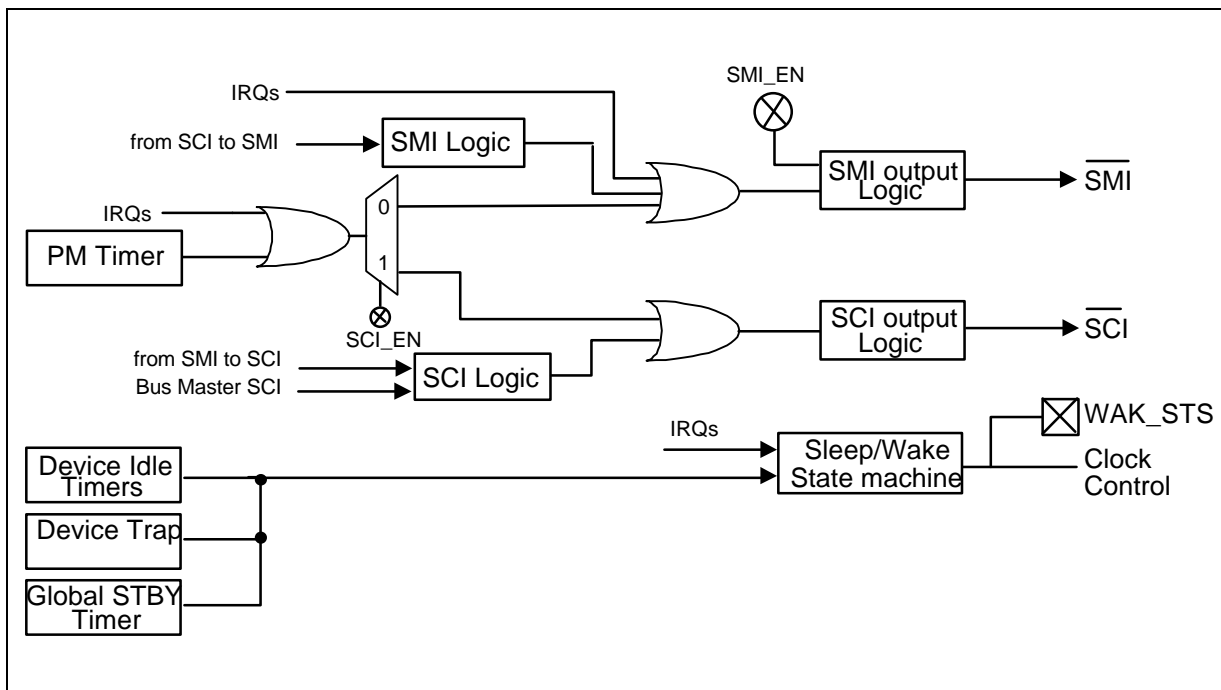 SMI_EN
IRQs
from SCI to SMI
SMI Logic
SMI output
Logic
SMI
IRQs
0
PM Timer
1
SCI_EN
SCI output
Logic
SCI
from SMI to SCI
Bus Master SCI
SCI Logic
IRQs
WAK_STS
Sleep/Wake
State machine
Clock
Control
Device Idle
Timers
Device Trap
Global STBY
Timer